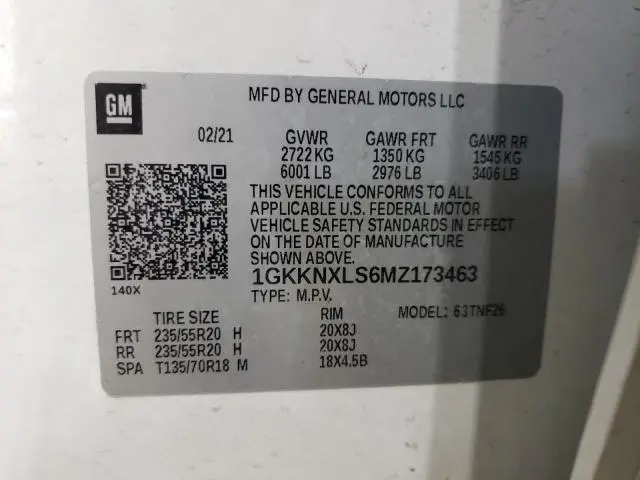 GM
MFD BY GENERAL MOTORS LLC
02/21 GVWR GAWR FRT GAWR RR
2722 KG 1350 KG 1545 KG
6001 LB 2976 LB 3406 LB
THIS VEHICLE CONFORMS TO ALL
APPLICABLE U.S. FEDERAL MOTOR
VEHICLE SAFETY STANDARDS IN EFFECT
ON THE DATE OF MANUFACTURE
SHOWN ABOVE.
1GKKNXLS6MZ173463
140X
TYPE: M.P.V. MODEL: 63TNF26
TIRE SIZE RIM
FRT 235/55R20 H 20X8J
RR 235/55R20 H 20X8J
SPA T135/70R18 M 18X4.5B